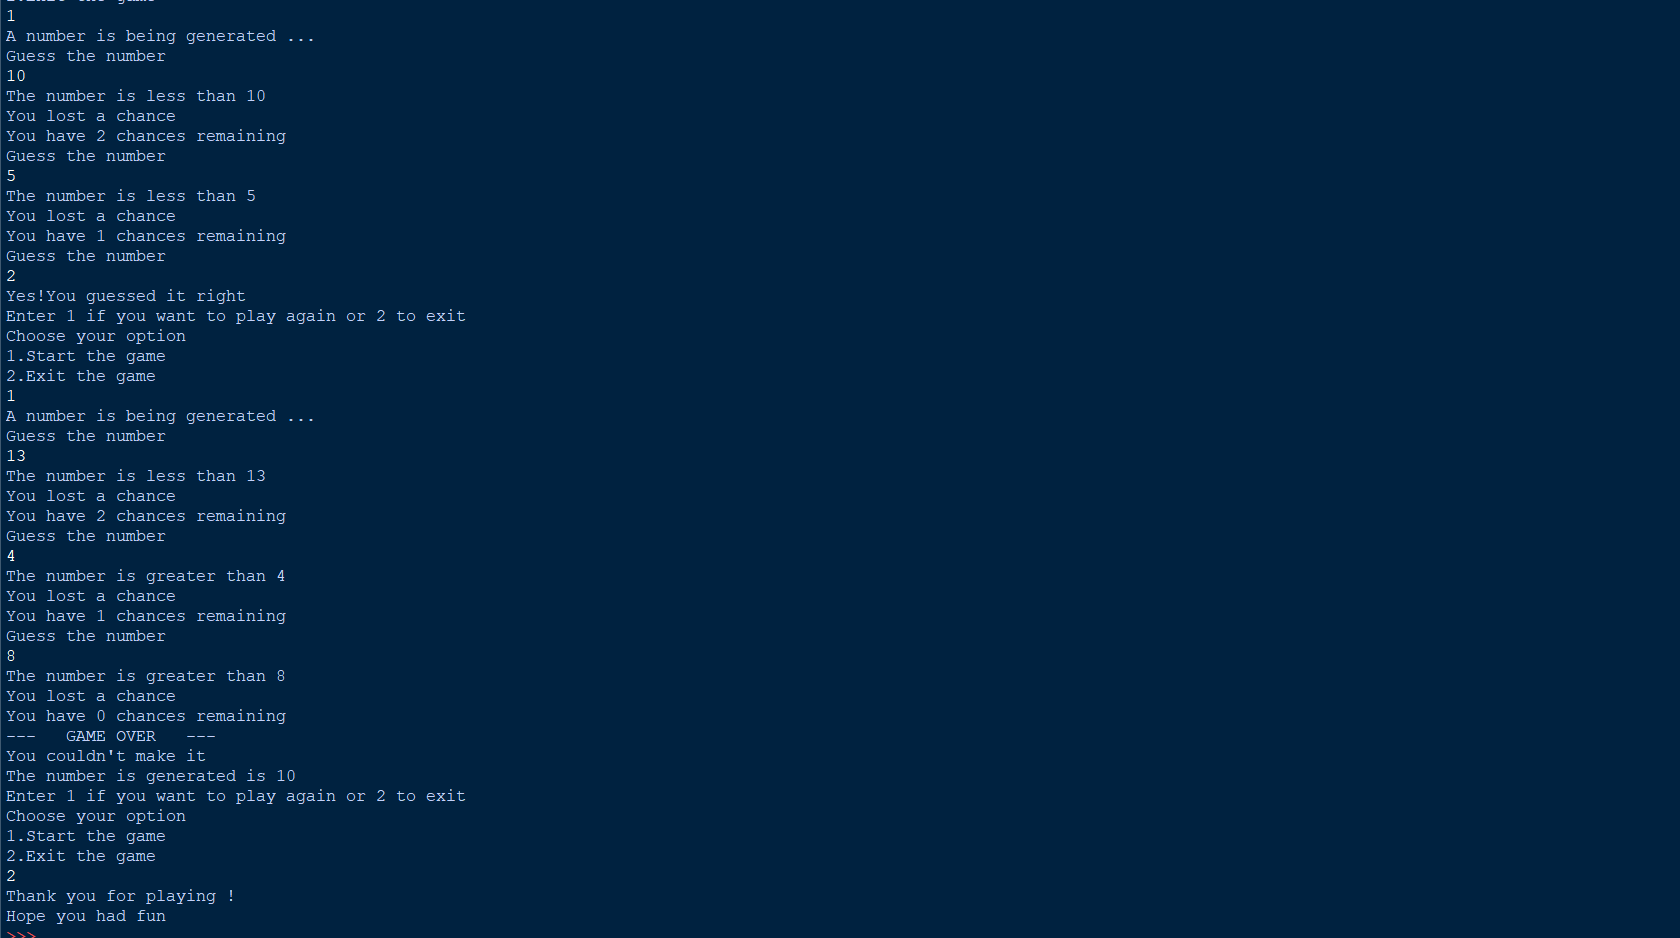 1
A number is being generated ...
Guess the number
10
The number is less than 10
You lost a chance
You have 2 chances remaining
Guess the number
5
The number is less than 5
You lost a chance
You have 1 chances remaining
Guess the number
2
Yes!You guessed it right
Enter 1 if you want to play again or 2 to exit
Choose your option
1.Start the game
2.Exit the game
1
A number is being generated ...
Guess the number
13
The number is less than 13
You lost a chance
You have 2 chances remaining
Guess the number
4
The number is greater than 4
You lost a chance
You have 1 chances remaining
Guess the number
8
The number is greater than 8
You lost a chance
You have 0 chances remaining
---   GAME OVER   ---
You couldn't make it
The number is generated is 10
Enter 1 if you want to play again or 2 to exit
Choose your option
1.Start the game
2.Exit the game
2
Thank you for playing !
Hope you had fun
>>>